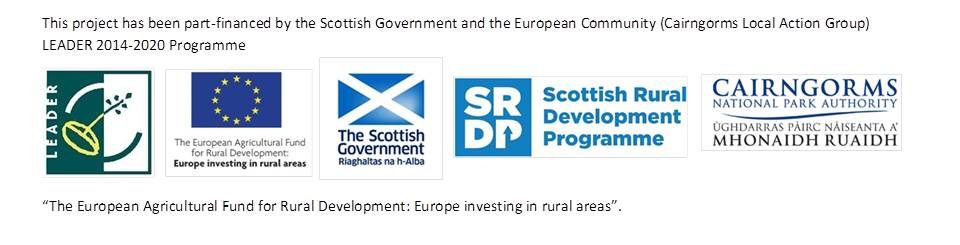 This project has been part-financed by the Scottish Government and the European Community (Cairngorms Local Action Group)
LEADER 2014-2020 Programme
LEADER
The European Agricultural Fund
for Rural Development:
Europe investing in rural areas
The Scottish
Government
Riaghaltas na h-Alba
SR
DP
Scottish Rural
Development
Programme
CAIRNGORMS
NATIONAL PARK AUTHORITY
ÙGHDARRAS PÀIRC NÀISEANTA A'
MHONAIDH RUAIDH
“The European Agricultural Fund for Rural Development: Europe investing in rural areas”.